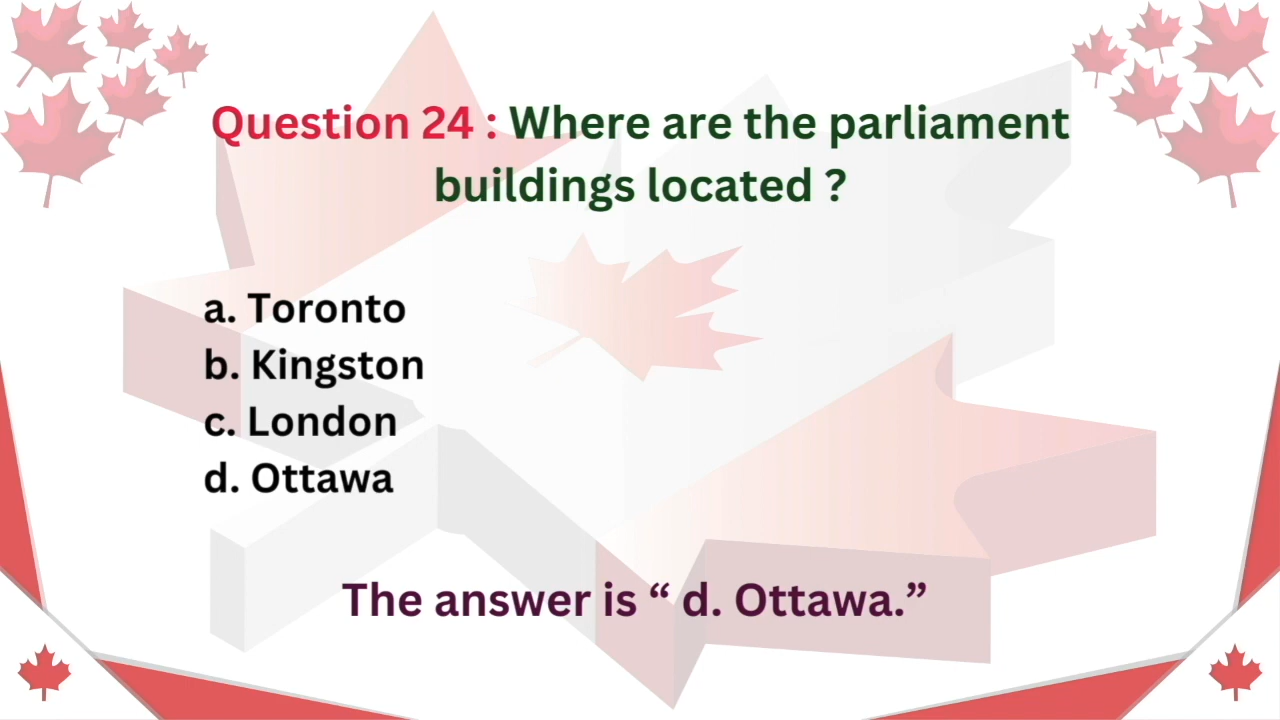 Question 24 : Where are the parliament
buildings located ?
a. Toronto
b. Kingston
c. London
d. Ottawa
The answer is “ d. Ottawa.”